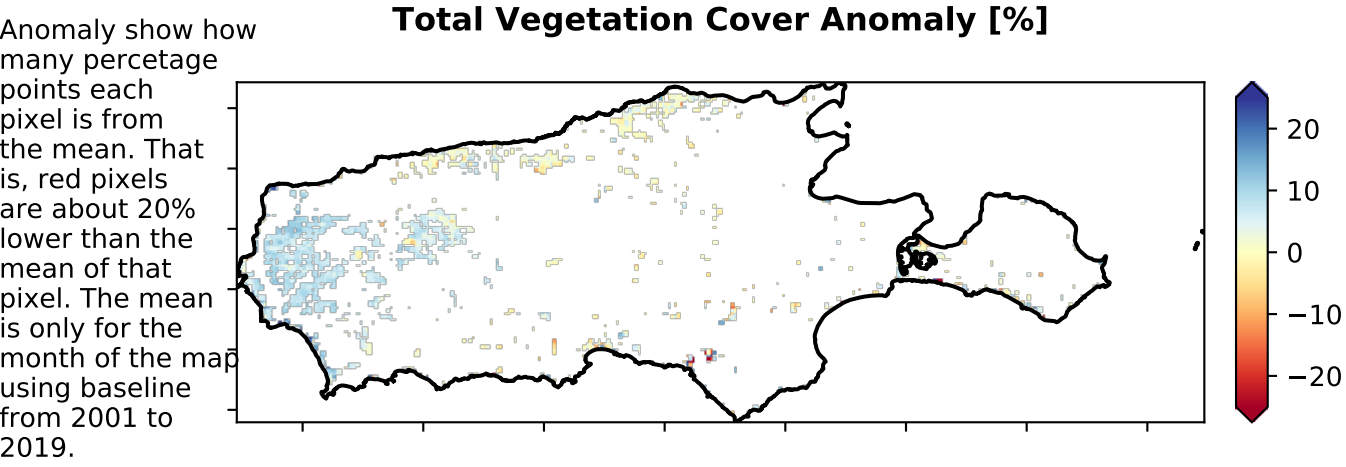 Total Vegetation Cover Anomaly [%]
Anomaly show how
many percetage
points each
pixel is from
the mean. That
is, red pixels
are about 20%
lower than the
mean of that
pixel. The mean
is only for the
month of the map
using baseline
from 2001 to
2019.
20
10
0
−10
−20